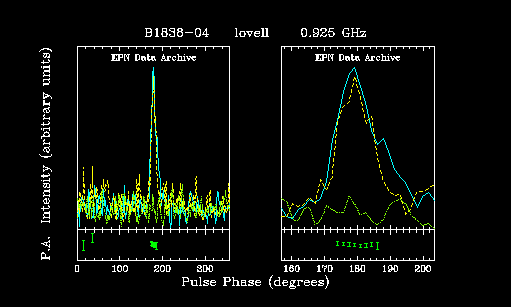 B1838-04 lovell 0.925 GHz
EPN Data Archive EPN Data Archive
P.A. Intensity (arbitrary units)
0 100 200 300 160 170 180 190 200
Pulse Phase (degrees)